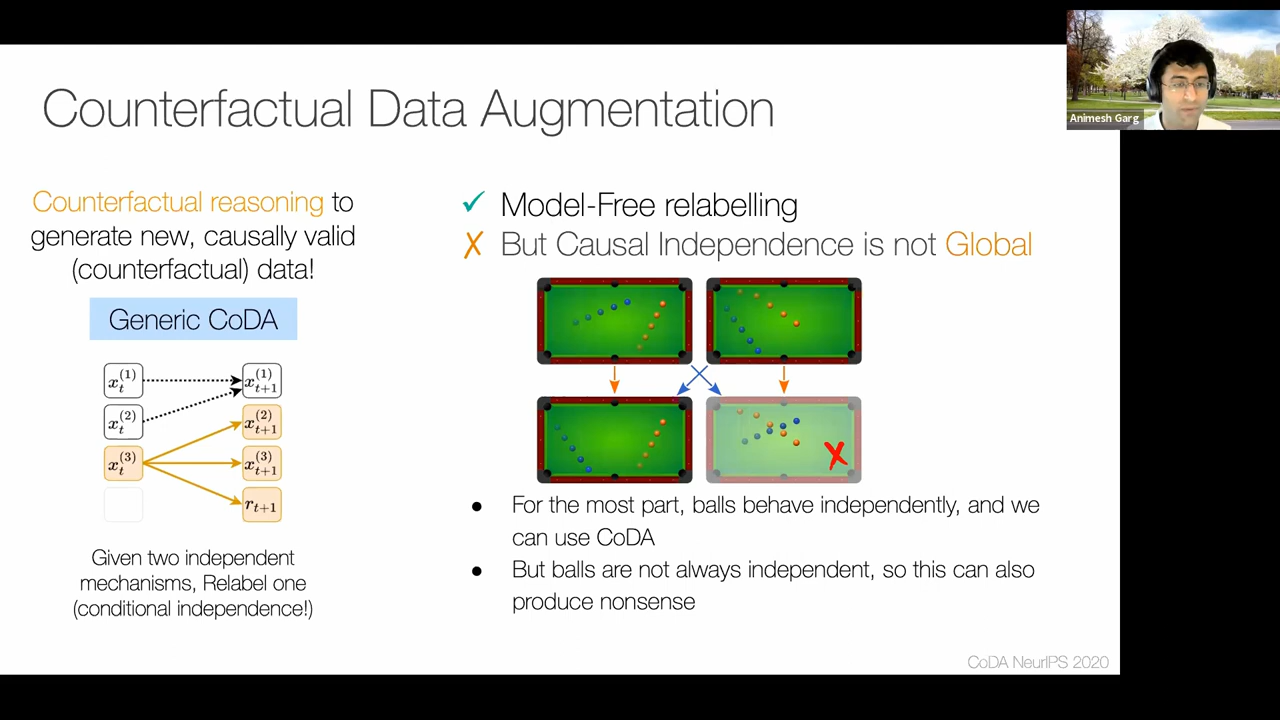 Counterfactual Data Augmentation
Animesh Garg
Counterfactual reasoning to
generate new, causally valid
(counterfactual) data!
Generic CoDA
x_t^(1) x_{t+1}^(1)
x_t^(2) x_{t+1}^(2)
x_t^(3) x_{t+1}^(3)
r_{t+1}
Given two independent
mechanisms, Relabel one
(conditional independence!)
✓ Model-Free relabelling
✗ But Causal Independence is not Global
X
● For the most part, balls behave independently, and we
can use CoDA
● But balls are not always independent, so this can also
produce nonsense
CoDA NeurIPS 2020